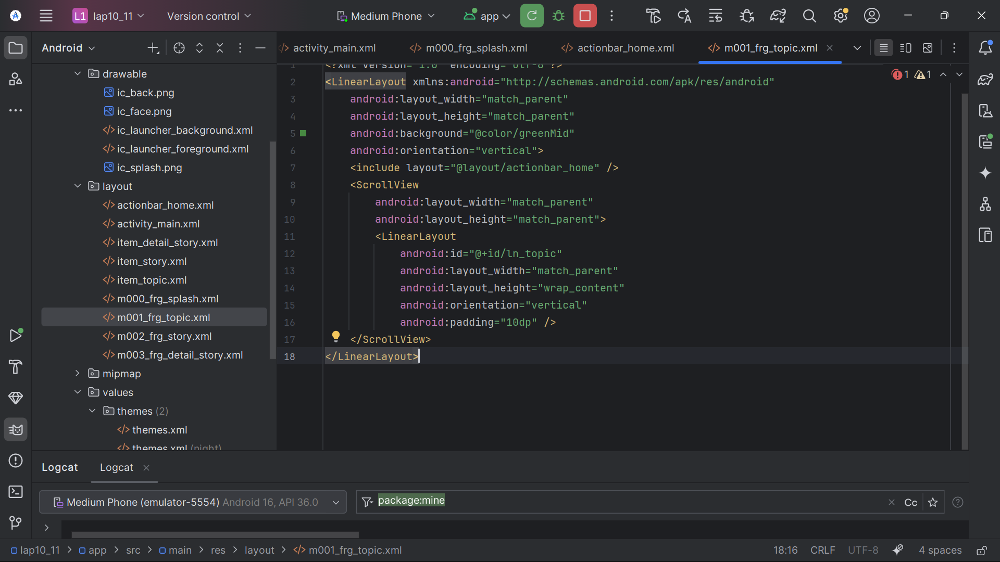 L1 lap10_11 Version control Medium Phone app
Android
activity_main.xml m000_frg_splash.xml actionbar_home.xml m001_frg_topic.xml
drawable
ic_back.png
ic_face.png
ic_launcher_background.xml
ic_launcher_foreground.xml
ic_splash.png
layout
actionbar_home.xml
activity_main.xml
item_detail_story.xml
item_story.xml
item_topic.xml
m000_frg_splash.xml
m001_frg_topic.xml
m002_frg_story.xml
m003_frg_detail_story.xml
mipmap
values
themes (2)
themes.xml
themes.xml (night)
1 <?xml version="1.0" encoding="utf-8"?>
2 <LinearLayout xmlns:android="http://schemas.android.com/apk/res/android"
3 android:layout_width="match_parent"
4 android:layout_height="match_parent"
5 android:background="@color/greenMid"
6 android:orientation="vertical">
7 <include layout="@layout/actionbar_home" />
8 <ScrollView
9 android:layout_width="match_parent"
10 android:layout_height="match_parent">
11 <LinearLayout
12 android:id="@+id/ln_topic"
13 android:layout_width="match_parent"
14 android:layout_height="wrap_content"
15 android:orientation="vertical"
16 android:padding="10dp" />
17 </ScrollView>
18 </LinearLayout>
1 1
Logcat Logcat
Medium Phone (emulator-5554) Android 16, API 36.0 package:mine Cc
lap10_11 > app > src > main > res > layout > m001_frg_topic.xml 18:16 CRLF UTF-8 4 spaces